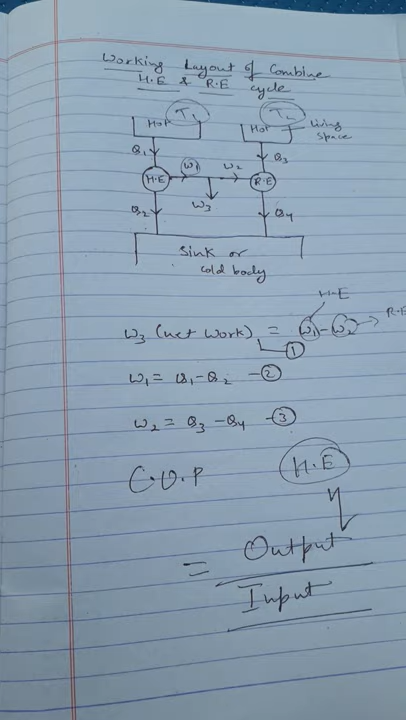 Working Layout of Combine
H.E & R.E cycle
Hot T1 Hot T2 Living space
Q1 W1 W2 Q3
H.E R.E
Q2 W3 Q4
Sink or
cold body
H.E
W3 (net work) = W1 - W2 → R.E
①
W1 = Q1 - Q2 - ②
W2 = Q3 - Q4 - ③
C.O.P H.E
η
= Output
Input